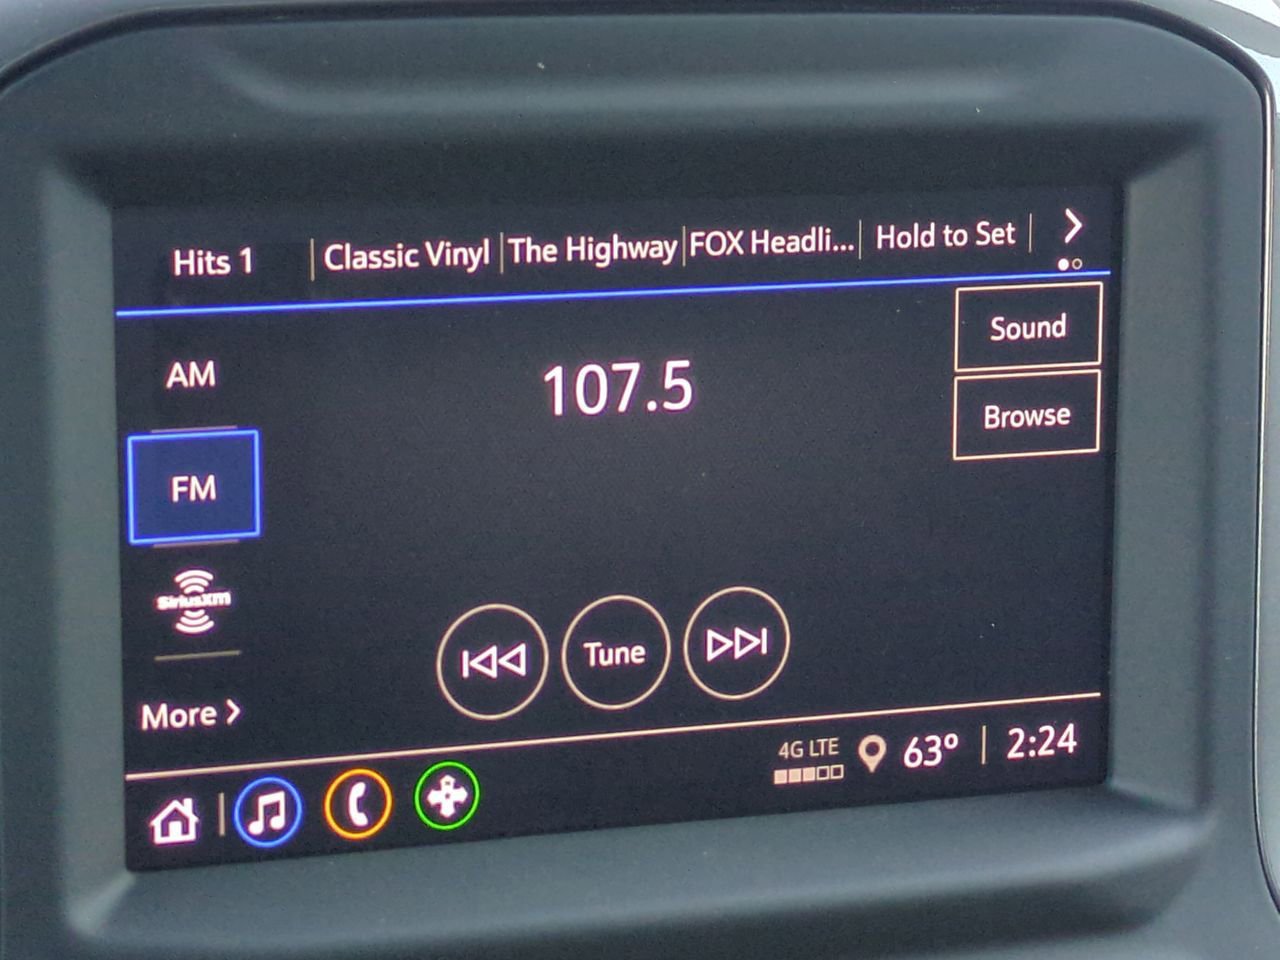 Hits 1
Classic Vinyl
The Highway
FOX Headli...
Hold to Set
Sound
AM
107.5
Browse
FM
SiriusXM
Tune
More >
4G LTE
63°
2:24